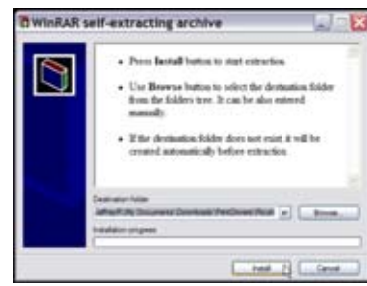 WinRAR self-extracting archive
• Press Install button to start extraction.
• Use Browse button to select the destination folder
from the folders tree. It can be also entered
manually.
• If the destination folder does not exist it will be
created automatically before extraction.
Destination folder
Browse...
Installation progress
Install
Cancel